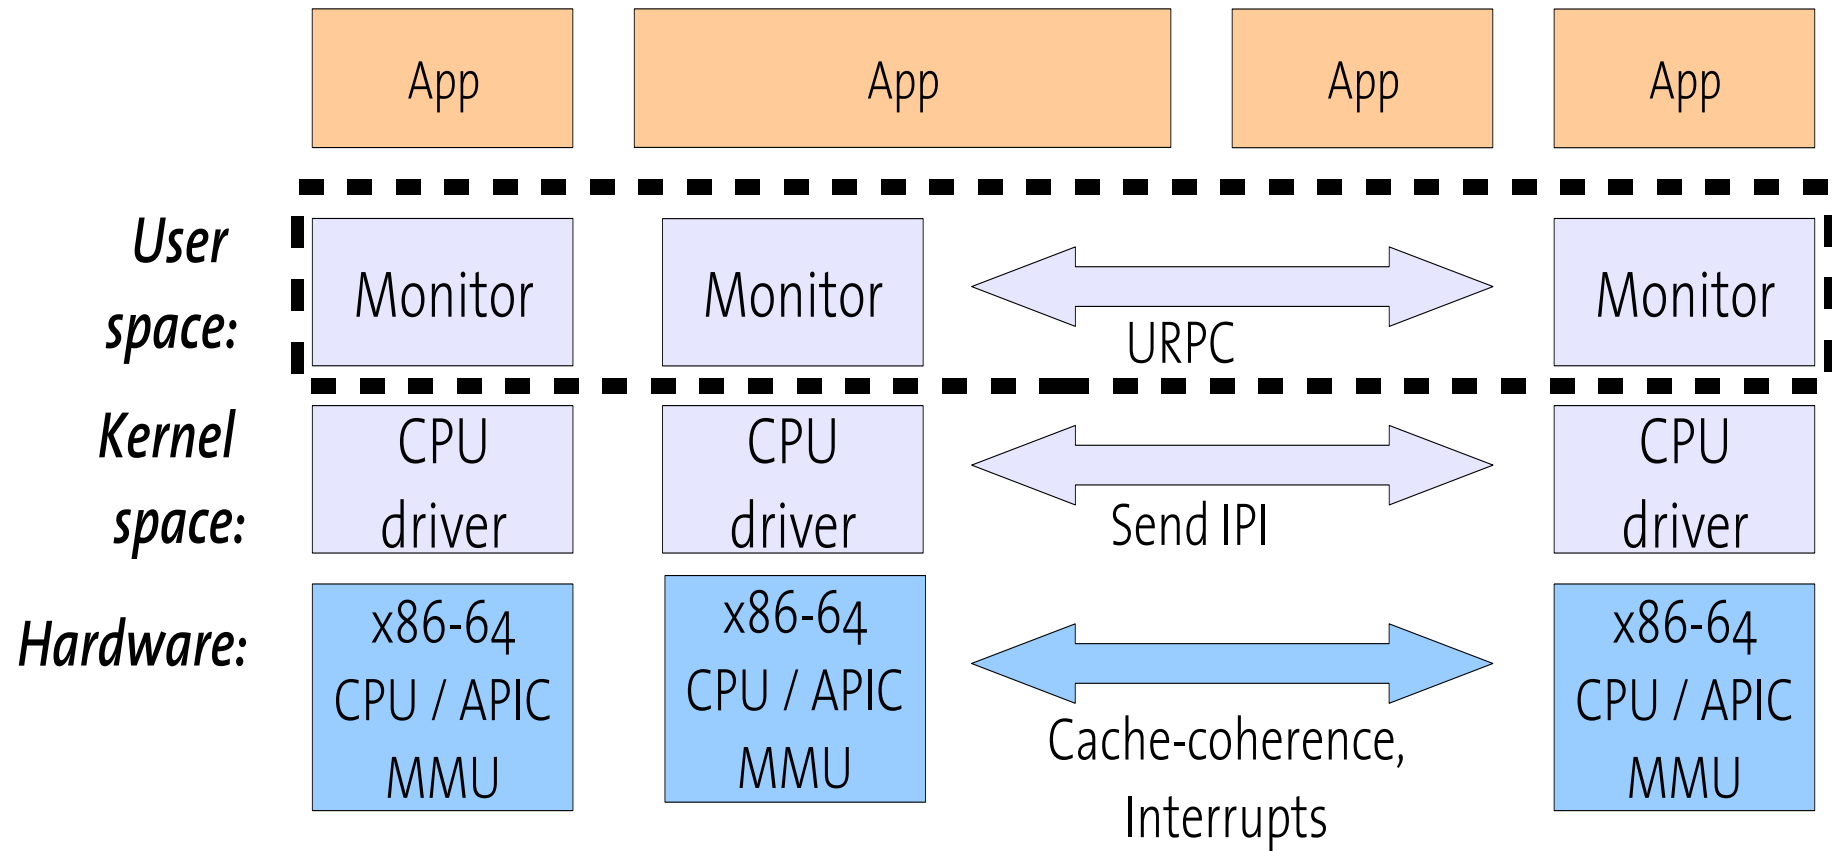 App
App
App
App
User
space:
Monitor
Monitor
URPC
Monitor
Kernel
space:
CPU
driver
CPU
driver
Send IPI
CPU
driver
Hardware:
x86-64
CPU / APIC
MMU
x86-64
CPU / APIC
MMU
Cache-coherence,
Interrupts
x86-64
CPU / APIC
MMU